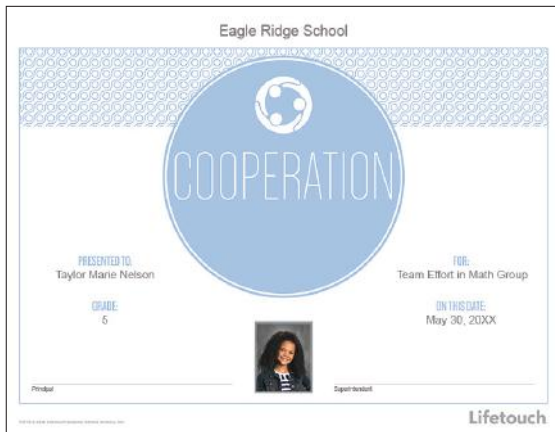 Eagle Ridge School
COOPERATION
PRESENTED TO:
Taylor Marie Nelson
GRADE:
5
FOR:
Team Effort in Math Group
ON THIS DATE:
May 30, 20XX
Principal
Superintendent
Lifetouch